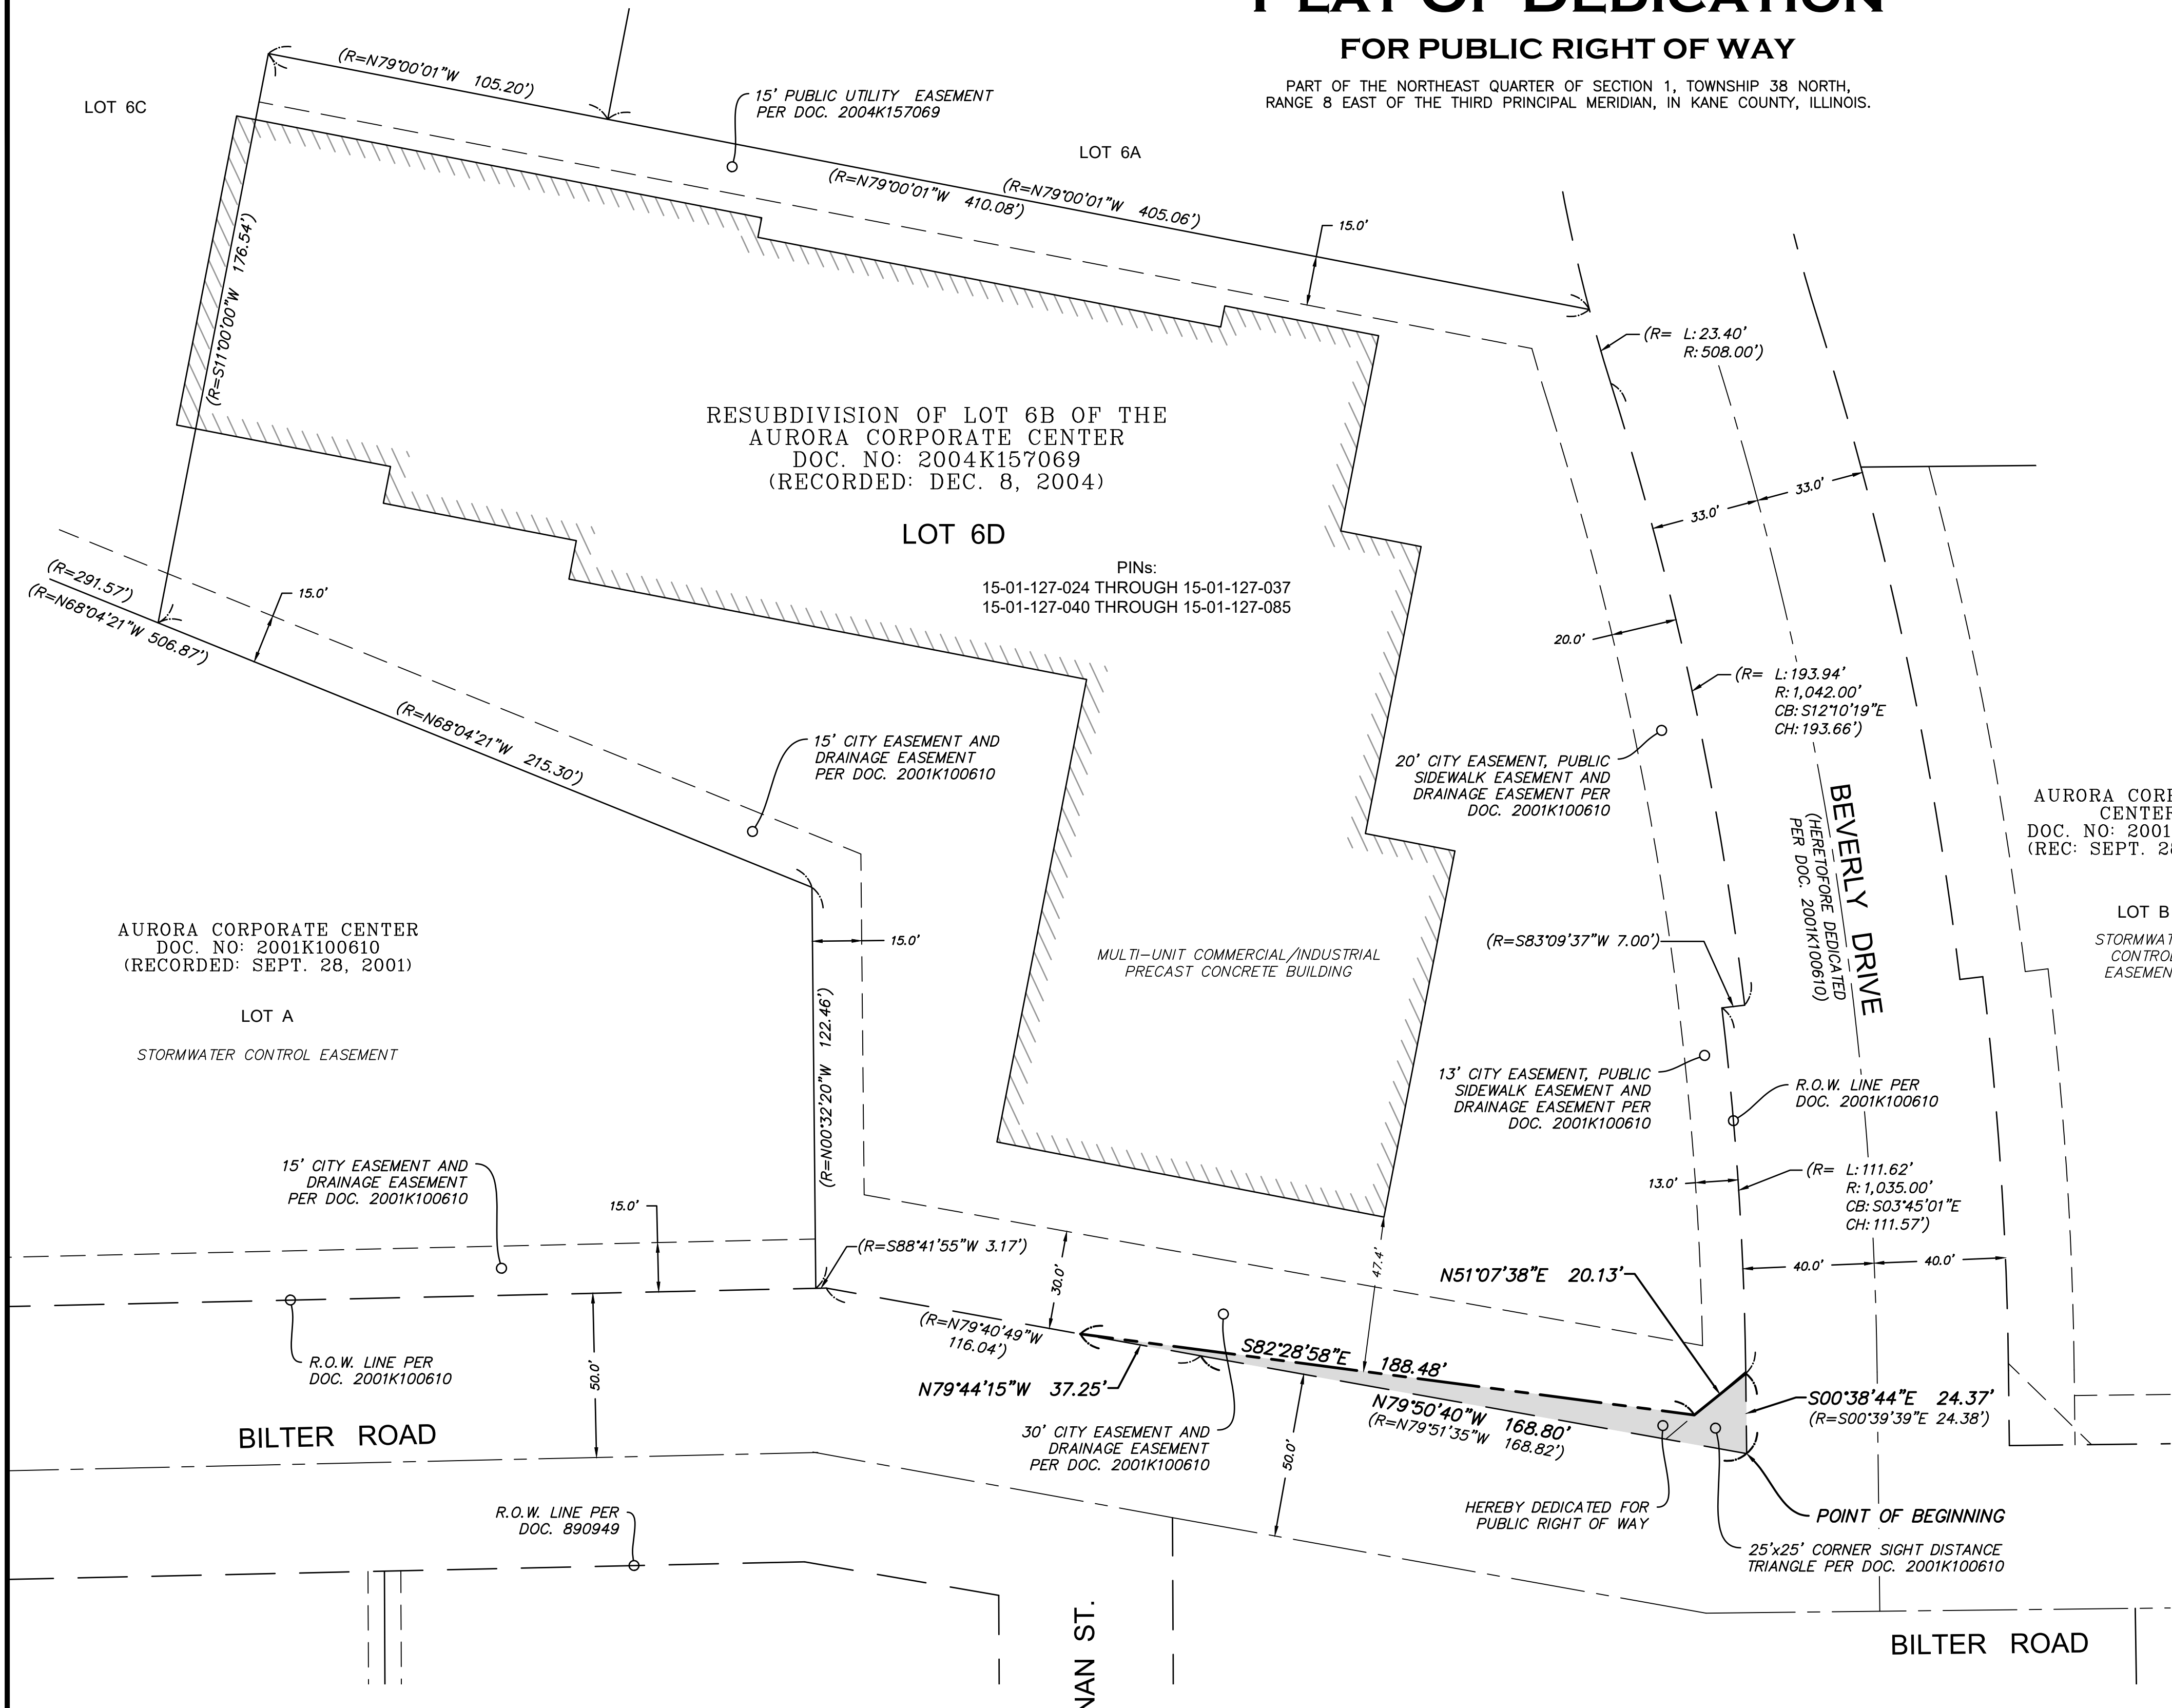 PLAT OF DEDICATION
FOR PUBLIC RIGHT OF WAY
PART OF THE NORTHEAST QUARTER OF SECTION 1, TOWNSHIP 38 NORTH,
RANGE 8 EAST OF THE THIRD PRINCIPAL MERIDIAN, IN KANE COUNTY, ILLINOIS.
LOT 6C
(R=N79°00'01"W 105.20')
15' PUBLIC UTILITY EASEMENT
PER DOC. 2004K157069
LOT 6A
(R=N79°00'01"W 410.08')
(R=N79°00'01"W 405.06')
15.0'
(R=S11°00'00"W 176.54')
(R= L: 23.40'
R: 508.00')
RESUBDIVISION OF LOT 6B OF THE
AURORA CORPORATE CENTER
DOC. NO: 2004K157069
(RECORDED: DEC. 8, 2004)
LOT 6D
PINs:
15-01-127-024 THROUGH 15-01-127-037
15-01-127-040 THROUGH 15-01-127-085
33.0'
33.0'
20.0'
(R=291.57')
(R=N68°04'21"W 506.87')
15.0'
(R=N68°04'21"W 215.30')
15' CITY EASEMENT AND
DRAINAGE EASEMENT
PER DOC. 2001K100610
(R= L: 193.94'
R: 1,042.00'
CB: S12°10'19"E
CH: 193.66')
20' CITY EASEMENT, PUBLIC
SIDEWALK EASEMENT AND
DRAINAGE EASEMENT PER
DOC. 2001K100610
BEVERLY DRIVE
(HERETOFORE DEDICATED
PER DOC. 2001K100610)
AURORA CORP
CENTER
DOC. NO: 2001
(REC: SEPT. 28
LOT B
STORMWAT
CONTROL
EASEMEN
AURORA CORPORATE CENTER
DOC. NO: 2001K100610
(RECORDED: SEPT. 28, 2001)
LOT A
STORMWATER CONTROL EASEMENT
15.0'
(R=N00°32'20"W 122.46')
MULTI-UNIT COMMERCIAL/INDUSTRIAL
PRECAST CONCRETE BUILDING
(R=S83°09'37"W 7.00')
13' CITY EASEMENT, PUBLIC
SIDEWALK EASEMENT AND
DRAINAGE EASEMENT PER
DOC. 2001K100610
R.O.W. LINE PER
DOC. 2001K100610
13.0'
(R= L: 111.62'
R: 1,035.00'
CB: S03°45'01"E
CH: 111.57')
15' CITY EASEMENT AND
DRAINAGE EASEMENT
PER DOC. 2001K100610
15.0'
(R=S88°41'55"W 3.17')
30.0'
47.4'
N51°07'38"E 20.13'
40.0'
40.0'
R.O.W. LINE PER
DOC. 2001K100610
50.0'
(R=N79°40'49"W
116.04')
S82°28'58"E 188.48'
N79°44'15"W 37.25'
N79°50'40"W 168.80'
(R=N79°51'35"W 168.82')
S00°38'44"E 24.37'
(R=S00°39'39"E 24.38')
BILTER ROAD
30' CITY EASEMENT AND
DRAINAGE EASEMENT
PER DOC. 2001K100610
50.0'
R.O.W. LINE PER
DOC. 890949
HEREBY DEDICATED FOR
PUBLIC RIGHT OF WAY
POINT OF BEGINNING
25'x25' CORNER SIGHT DISTANCE
TRIANGLE PER DOC. 2001K100610
NAN ST.
BILTER ROAD